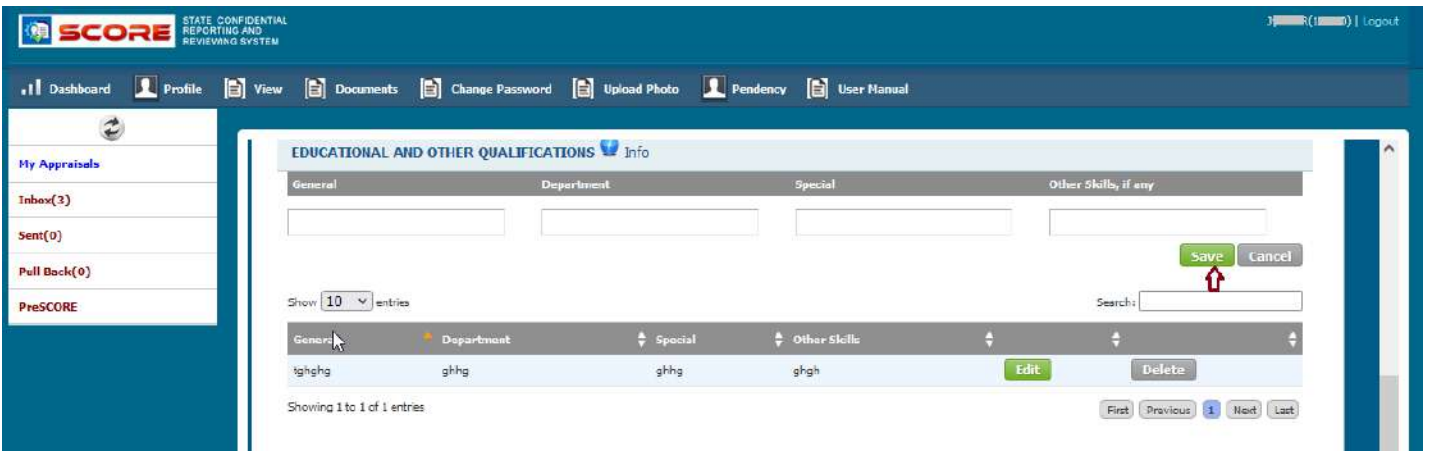 SCORE STATE CONFIDENTIAL
REPORTING AND
REVIEWING SYSTEM
| Logout
Dashboard Profile View Documents Change Password Upload Photo Pendency User Manual
My Appraisals
Inbox(3)
Sent(0)
Pull Back(0)
PreSCORE
EDUCATIONAL AND OTHER QUALIFICATIONS Info
General Department Special Other Skills, if any
Save Cancel
Show 10 entries Search:
General Department Special Other Skills
tghghg ghhg ghhg ghgh Edit Delete
Showing 1 to 1 of 1 entries First Previous 1 Next Last